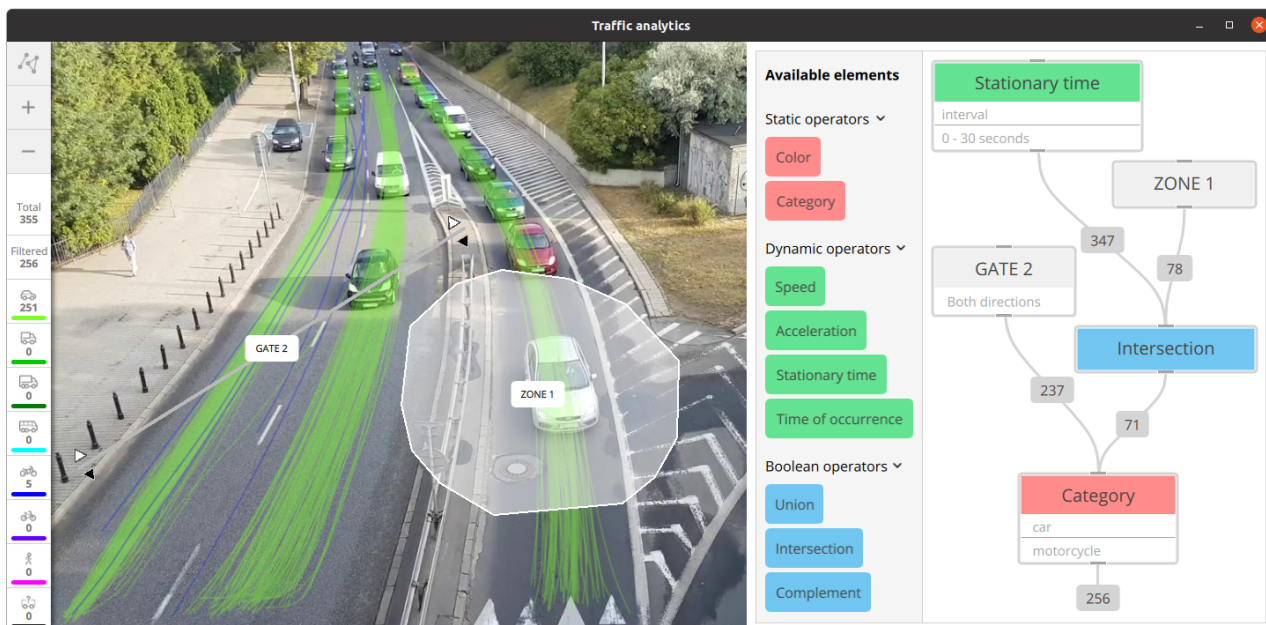 Traffic analytics
Total
355
Filtered
256
251
0
0
0
5
0
0
0
GATE 2
ZONE 1
Available elements
Static operators
Color
Category
Dynamic operators
Speed
Acceleration
Stationary time
Time of occurrence
Boolean operators
Union
Intersection
Complement
Stationary time
interval
0 - 30 seconds
ZONE 1
347
78
GATE 2
Both directions
Intersection
237
71
Category
car
motorcycle
256